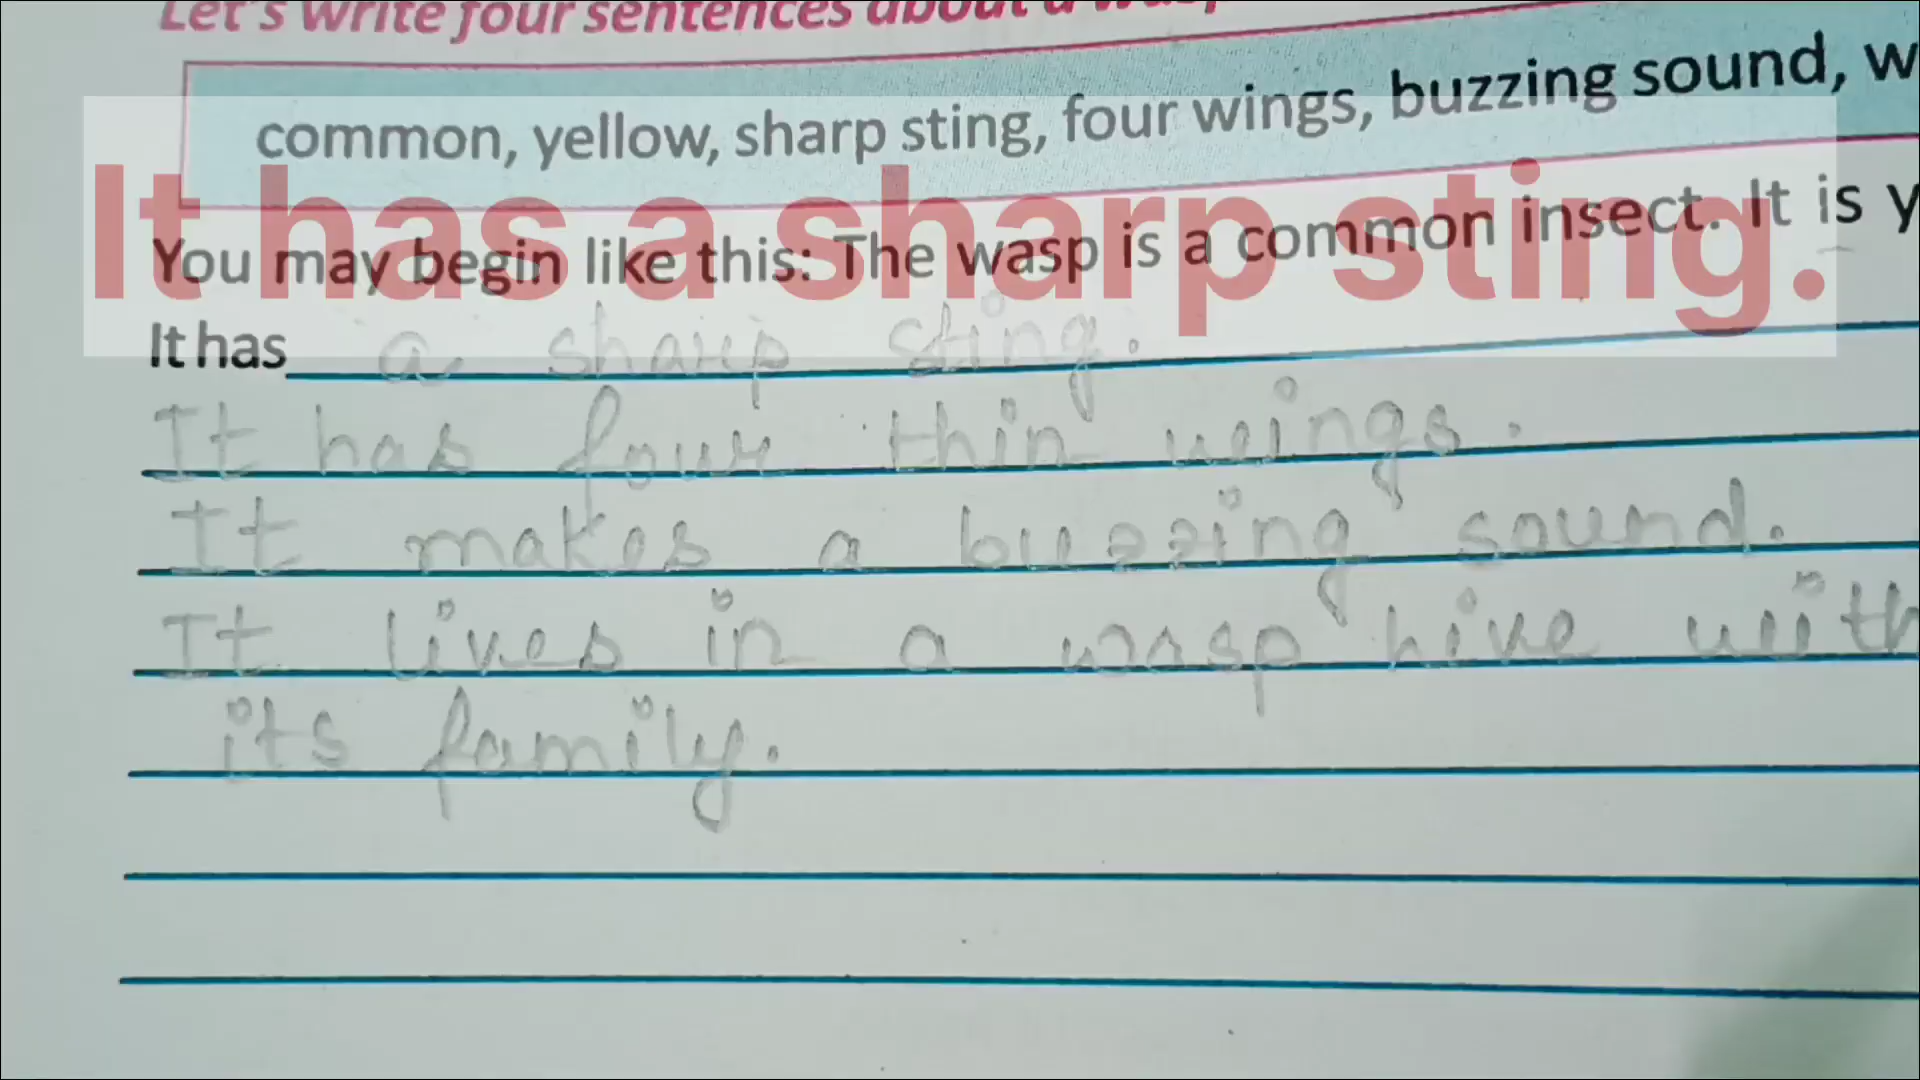 Let's write four sentences about a wasp
common, yellow, sharp sting, four wings, buzzing sound, w
It has a sharp sting.
You may begin like this: The wasp is a common insect. It is y
It has a sharp sting.
It has four thin wings.
It makes a buzzing sound.
It lives in a wasp hive with
its family.